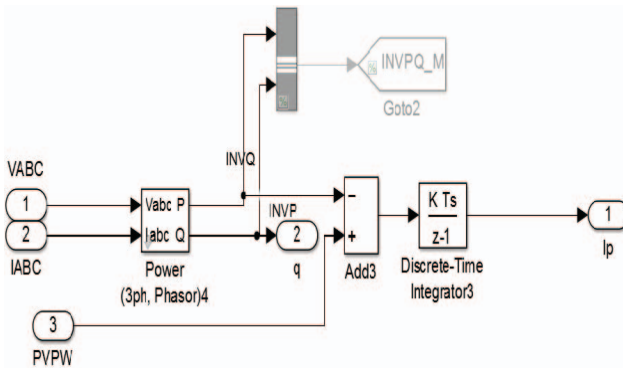 INVPQ_M
Goto2
VABC
INVQ
1
Vabc P
K Ts
1
2
Iabc Q
INVP
2
−
+
z-1
Ip
IABC
Power
(3ph, Phasor)4
q
Add3
Discrete-Time
Integrator3
3
PVPW